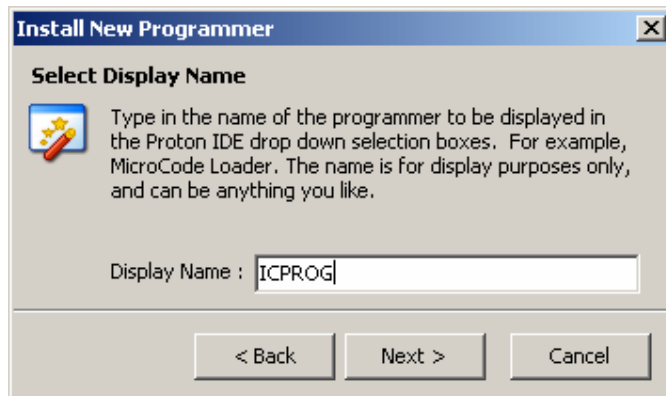 Install New Programmer
Select Display Name
Type in the name of the programmer to be displayed in
the Proton IDE drop down selection boxes.  For example,
MicroCode Loader. The name is for display purposes only,
and can be anything you like.
Display Name : ICPROG
< Back Next > Cancel